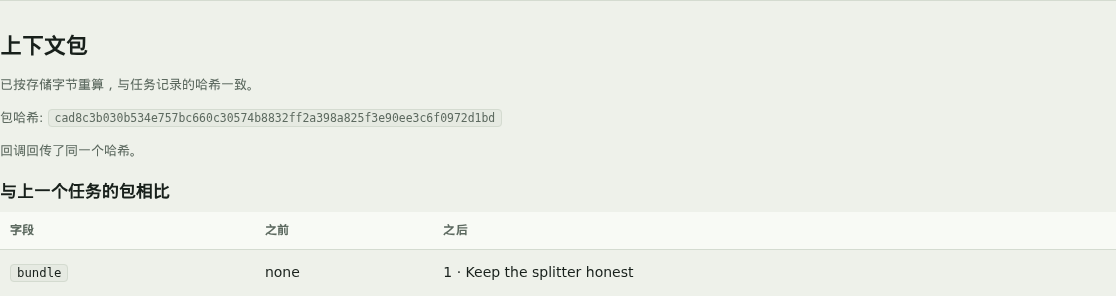 上下文包
已按存储字节重算，与任务记录的哈希一致。
包哈希: cad8c3b030b534e757bc660c30574b8832ff2a398a825f3e90ee3c6f0972d1bd
回调回传了同一个哈希。
与上一个任务的包相比
字段 之前 之后
bundle none 1 · Keep the splitter honest